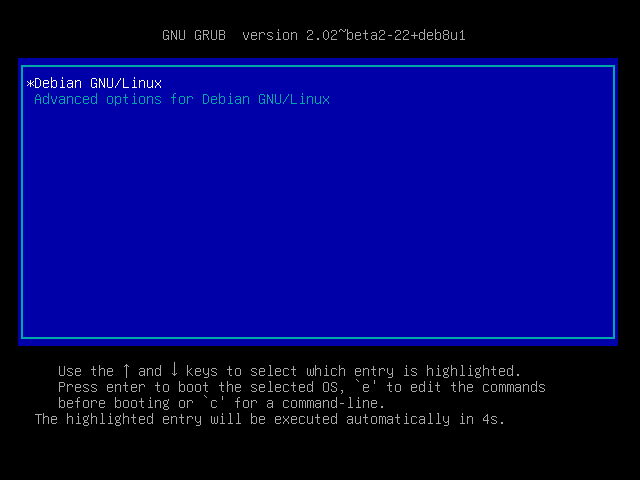 GNU GRUB  version 2.02~beta2-22+deb8u1
*Debian GNU/Linux
Advanced options for Debian GNU/Linux
Use the ↑ and ↓ keys to select which entry is highlighted.
Press enter to boot the selected OS, `e' to edit the commands
before booting or `c' for a command-line.
The highlighted entry will be executed automatically in 4s.